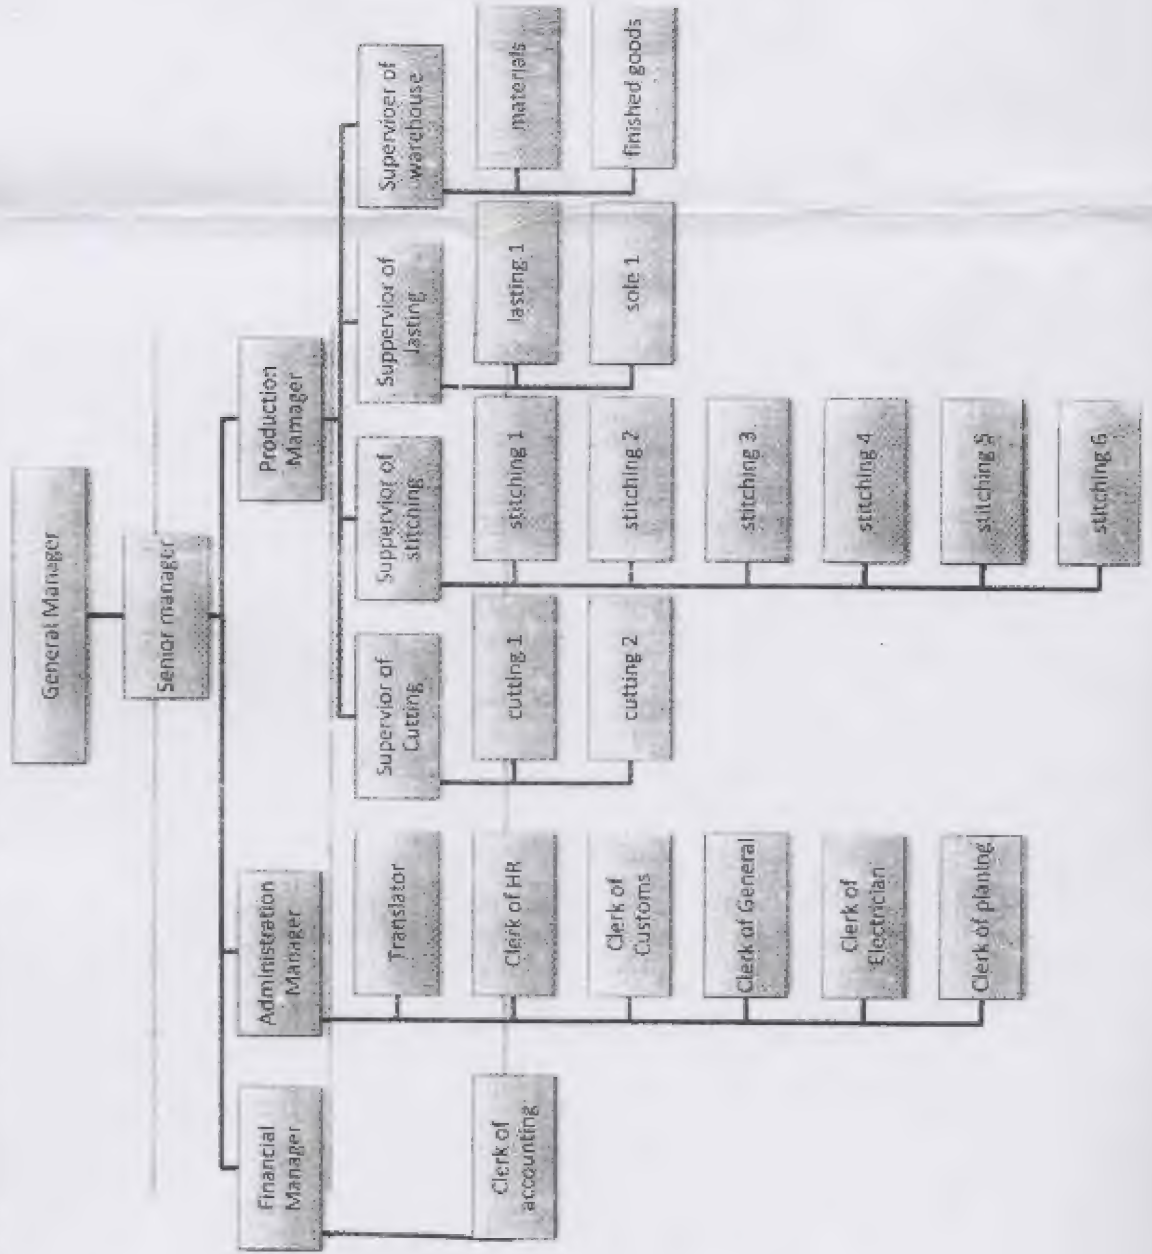 General Manager
Senior manager
Financial
Manager
Administration
Manager
Production
Mamager
Clerk of
accounting
Translator
Clerk of HR
Clerk of
Customs
Clerk of General
Clerk of
Electrician
Clerk of planing
Supervior of
Cutting
cutting 1
cutting 2
Suppervior of
stitching
stitching 1
stitching 2
stitching 3
stitching 4
stitching 5
stitching 6
Suppervior of
lasting
lasting 1
sole 1
Supervioer of
warehouse
materials
finished goods